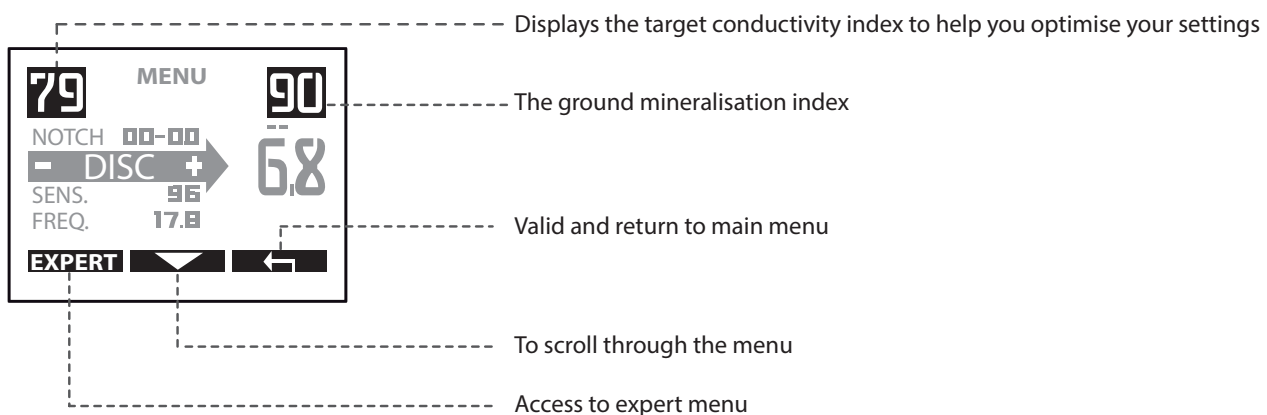 Displays the target conductivity index to help you optimise your settings
79 MENU 90
The ground mineralisation index
NOTCH 00-00
- DISC + 6,8
SENS. 96
FREQ. 17.8
Valid and return to main menu
EXPERT
To scroll through the menu
Access to expert menu